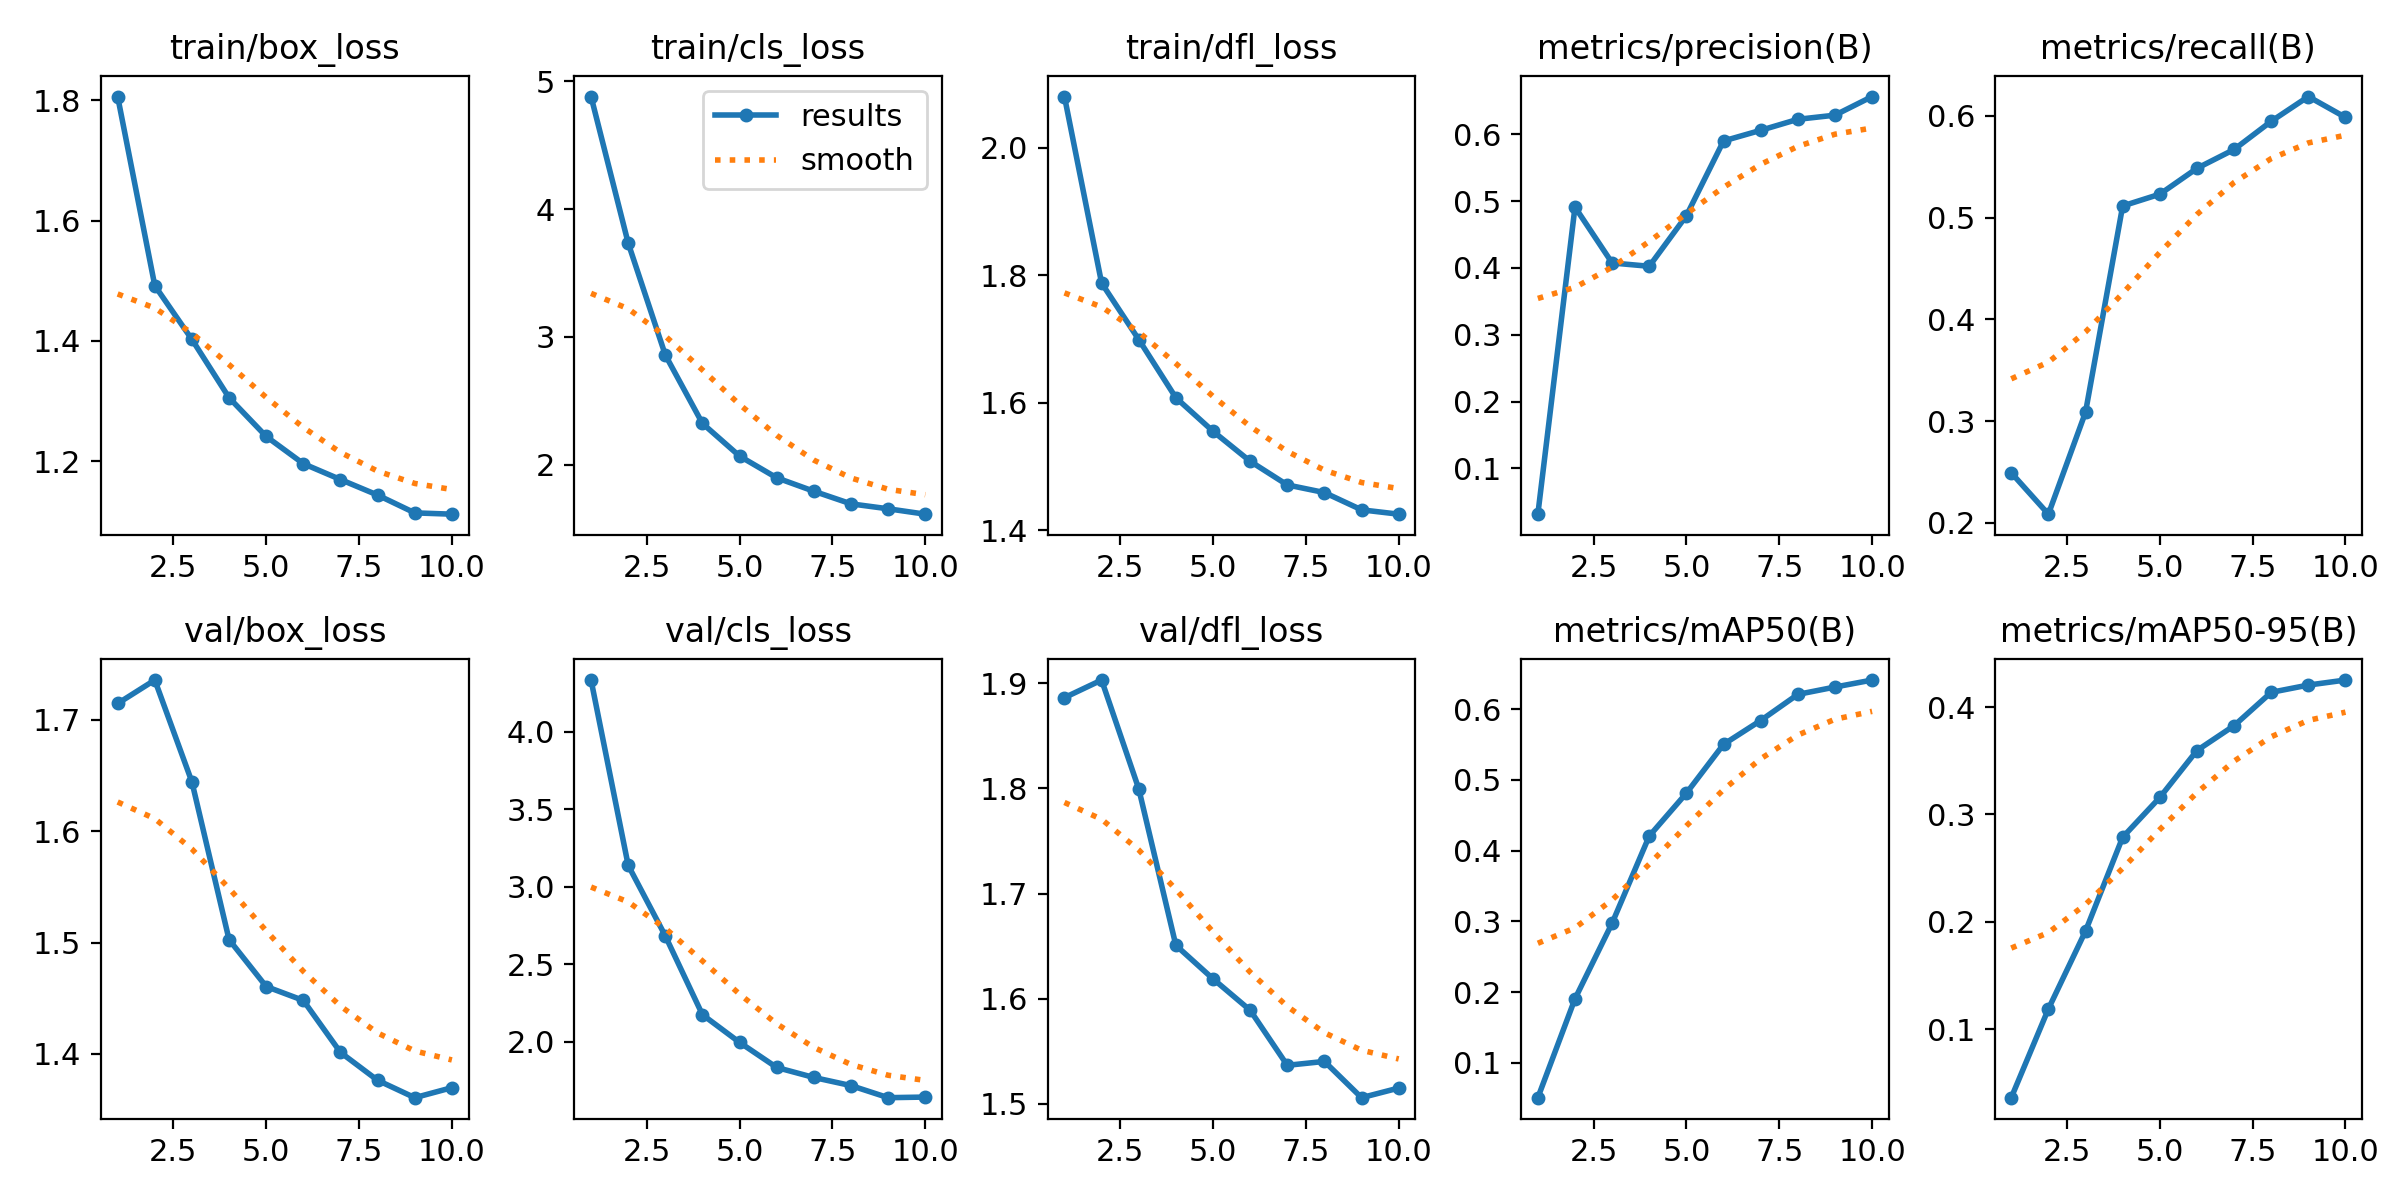 train/box_loss
train/cls_loss
train/dfl_loss
metrics/precision(B)
metrics/recall(B)
1.8
1.6
1.4
1.2
2.5 5.0 7.5 10.0
5
4
3
2
results
smooth
2.5 5.0 7.5 10.0
2.0
1.8
1.6
1.4
2.5 5.0 7.5 10.0
0.6
0.5
0.4
0.3
0.2
0.1
2.5 5.0 7.5 10.0
0.6
0.5
0.4
0.3
0.2
2.5 5.0 7.5 10.0
val/box_loss
val/cls_loss
val/dfl_loss
metrics/mAP50(B)
metrics/mAP50-95(B)
1.7
1.6
1.5
1.4
2.5 5.0 7.5 10.0
4.0
3.5
3.0
2.5
2.0
2.5 5.0 7.5 10.0
1.9
1.8
1.7
1.6
1.5
2.5 5.0 7.5 10.0
0.6
0.5
0.4
0.3
0.2
0.1
2.5 5.0 7.5 10.0
0.4
0.3
0.2
0.1
2.5 5.0 7.5 10.0